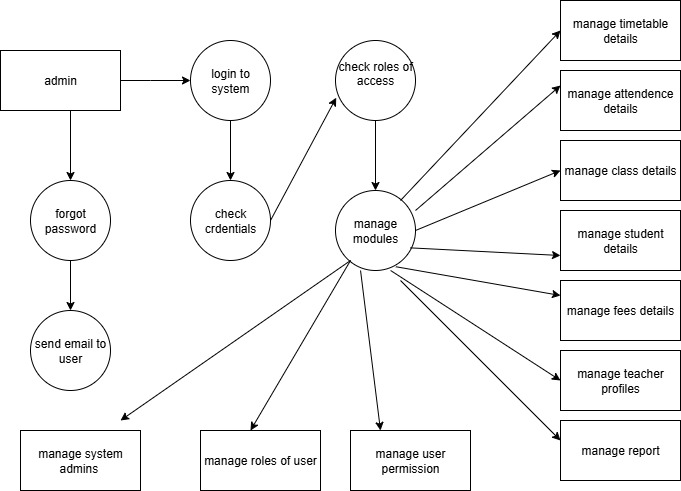 admin
login to
system
check roles of
access
manage timetable
details
manage attendence
details
manage class details
forgot
password
check
crdentials
manage
modules
manage student
details
manage fees details
send email to
user
manage teacher
profiles
manage system
admins
manage roles of user
manage user
permission
manage report